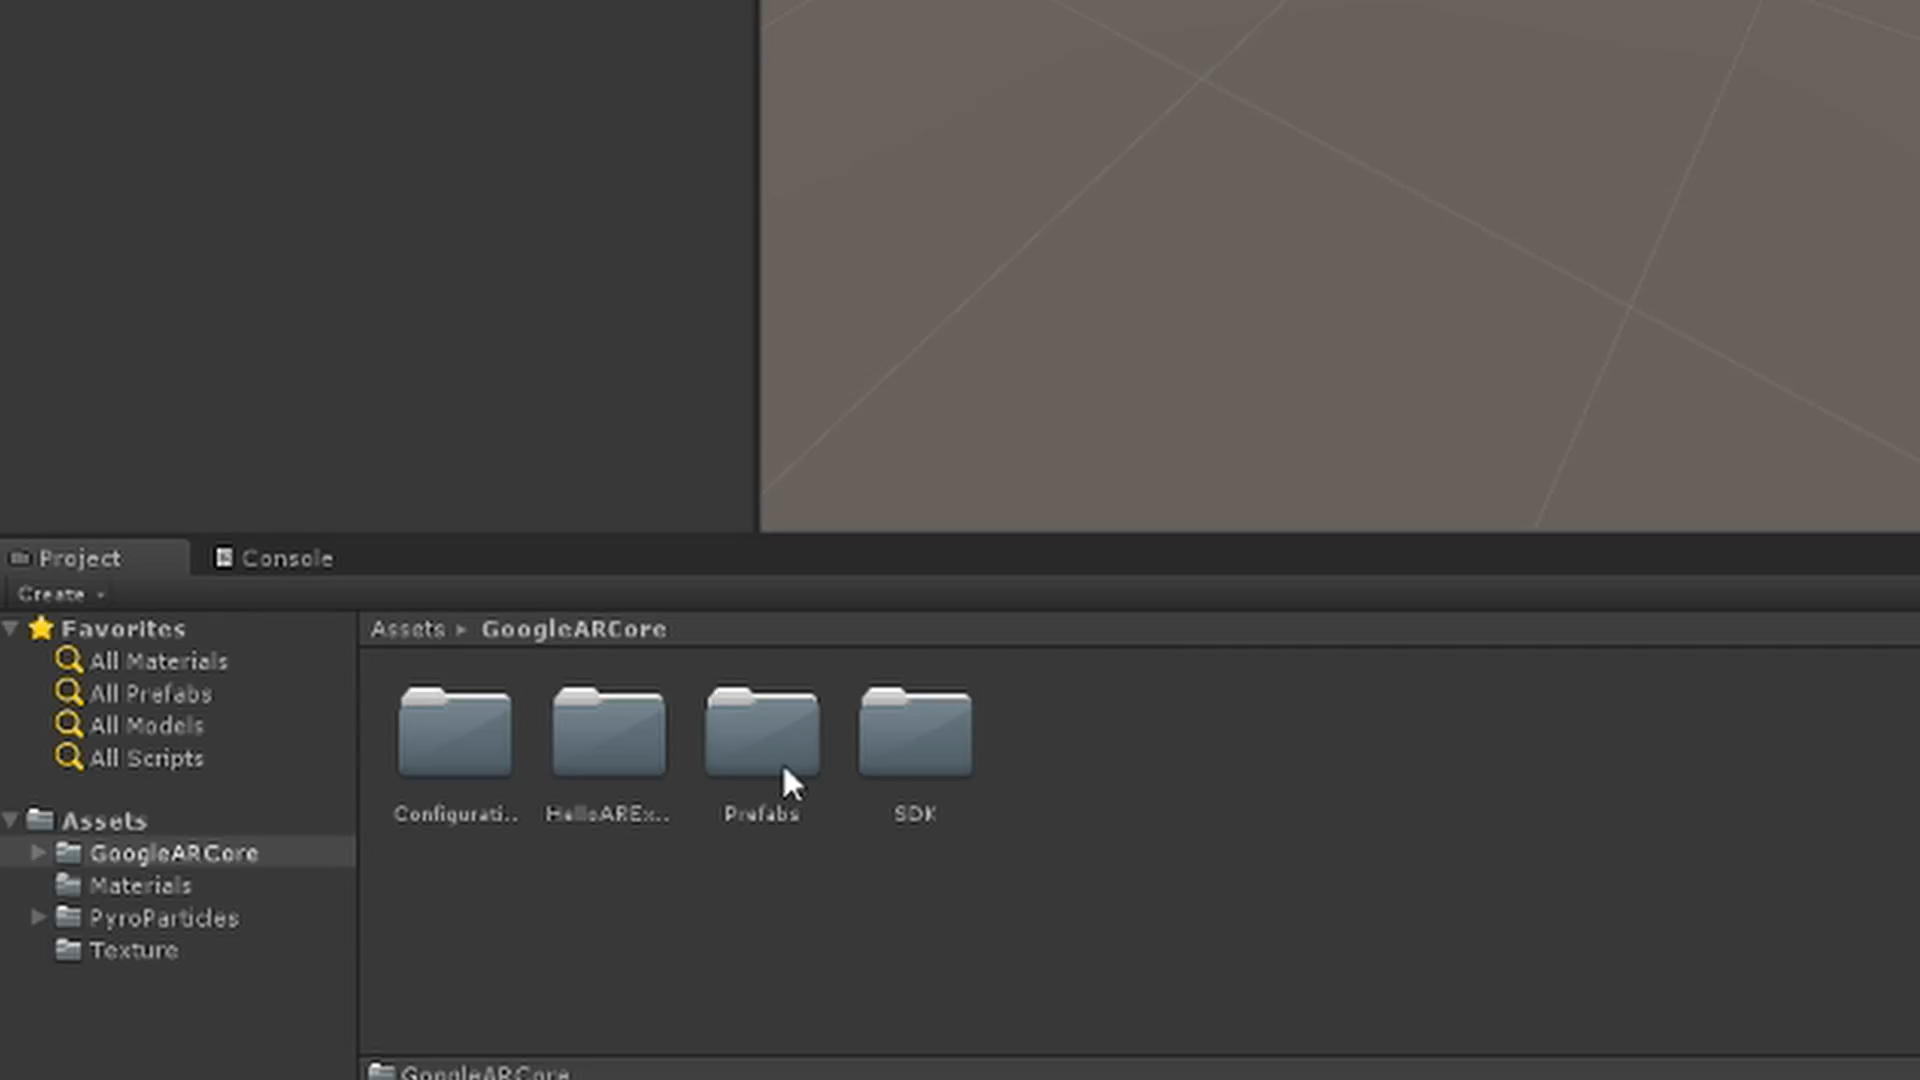 Project
Console
Create
Favorites
All Materials
All Prefabs
All Models
All Scripts
Assets
GoogleARCore
Materials
PyroParticles
Texture
Assets ▸ GoogleARCore
Configurati..
HelloAREx..
Prefabs
SDK
GoogleARCore